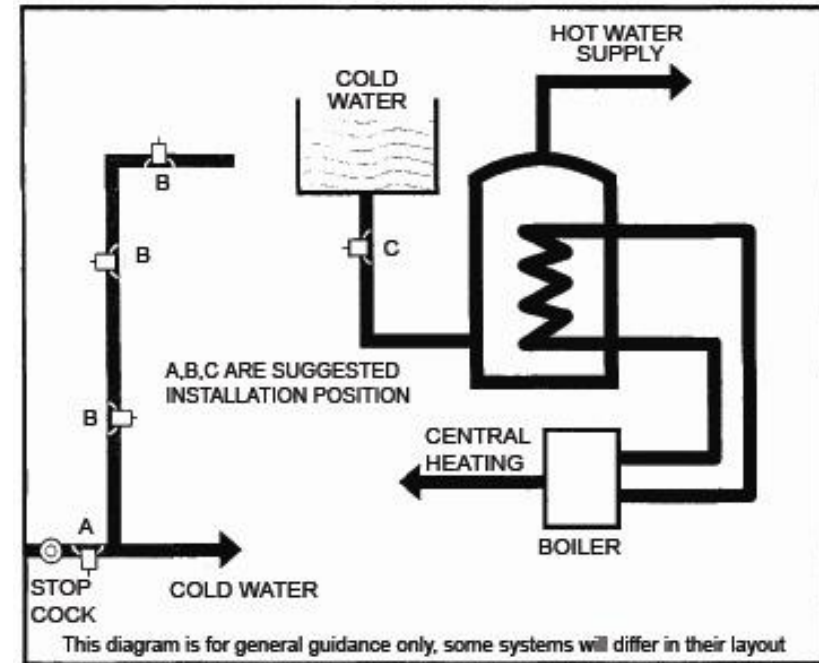 HOT WATER
SUPPLY
COLD
WATER
B
B
C
A,B,C ARE SUGGESTED
INSTALLATION POSITION
B
CENTRAL
HEATING
A
BOILER
STOP
COCK
COLD WATER
This diagram is for general guidance only, some systems will differ in their layout